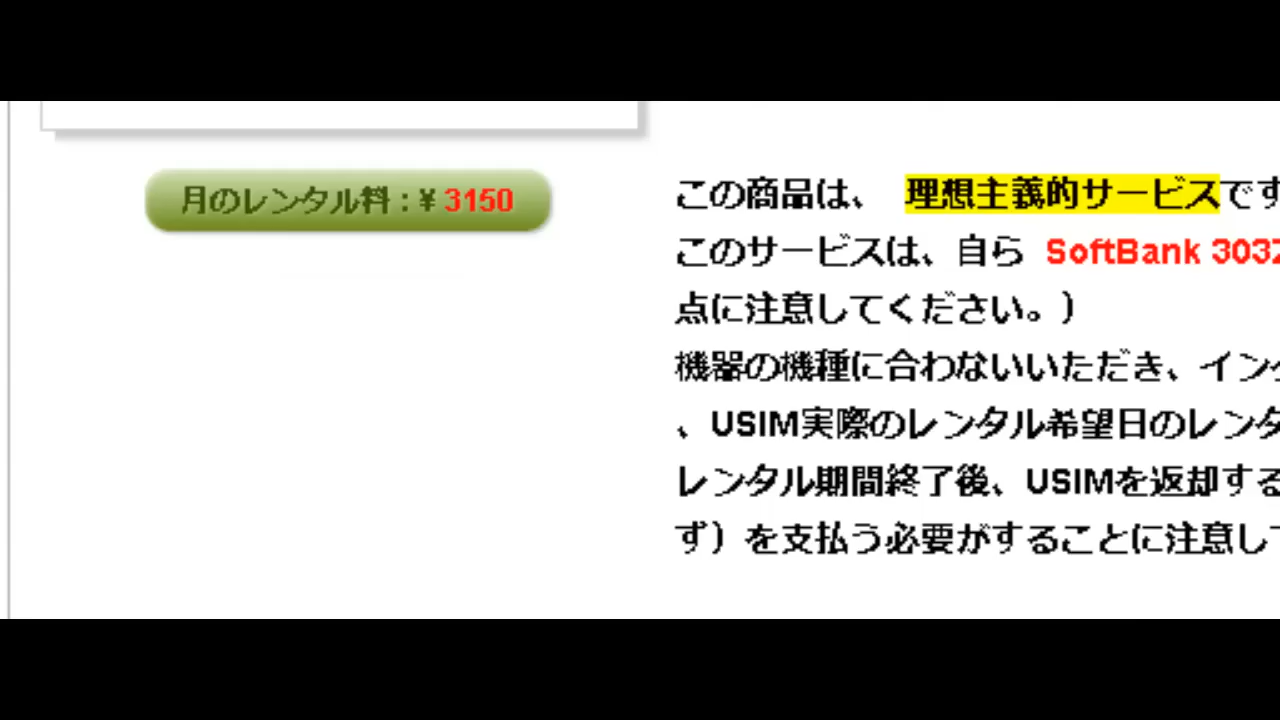 月のレンタル料:¥ 3150
この商品は、 理想主義的サービスです
このサービスは、自ら SoftBank 303Z
点に注意してください。)
機器の機種に合わないいただき、イン
、USIM実際のレンタル希望日のレンタ
レンタル期間終了後、USIMを返却する
ず）を支払う必要がすることに注意し